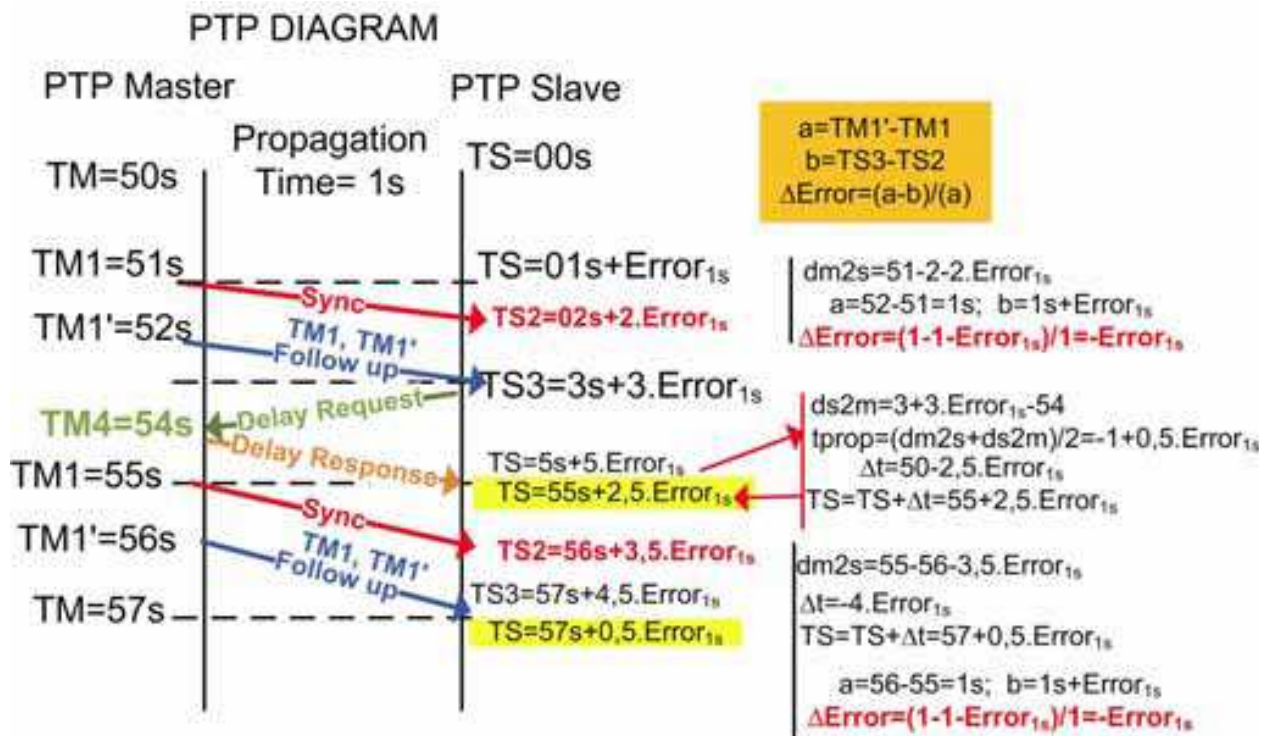 PTP DIAGRAM
PTP Master
PTP Slave
Propagation
Time= 1s
TM=50s
TS=00s
a=TM1'-TM1
b=TS3-TS2
ΔError=(a-b)/(a)
TM1=51s
TS=01s+Error1s
Sync
TS2=02s+2.Error1s
dm2s=51-2-2.Error1s
a=52-51=1s; b=1s+Error1s
ΔError=(1-1-Error1s)/1=-Error1s
TM1'=52s
TM1, TM1'
Follow up
TS3=3s+3.Error1s
Delay Request
TM4=54s
Delay Response
ds2m=3+3.Error1s-54
tprop=(dm2s+ds2m)/2=-1+0,5.Error1s
Δt=50-2,5.Error1s
TS=TS+Δt=55+2,5.Error1s
TS=5s+5.Error1s
TS=55s+2,5.Error1s
TM1=55s
Sync
TM1'=56s
TM1, TM1'
Follow up
TS2=56s+3,5.Error1s
TS3=57s+4,5.Error1s
TM=57s
TS=57s+0,5.Error1s
dm2s=55-56-3,5.Error1s
Δt=-4.Error1s
TS=TS+Δt=57+0,5.Error1s
a=56-55=1s; b=1s+Error1s
ΔError=(1-1-Error1s)/1=-Error1s